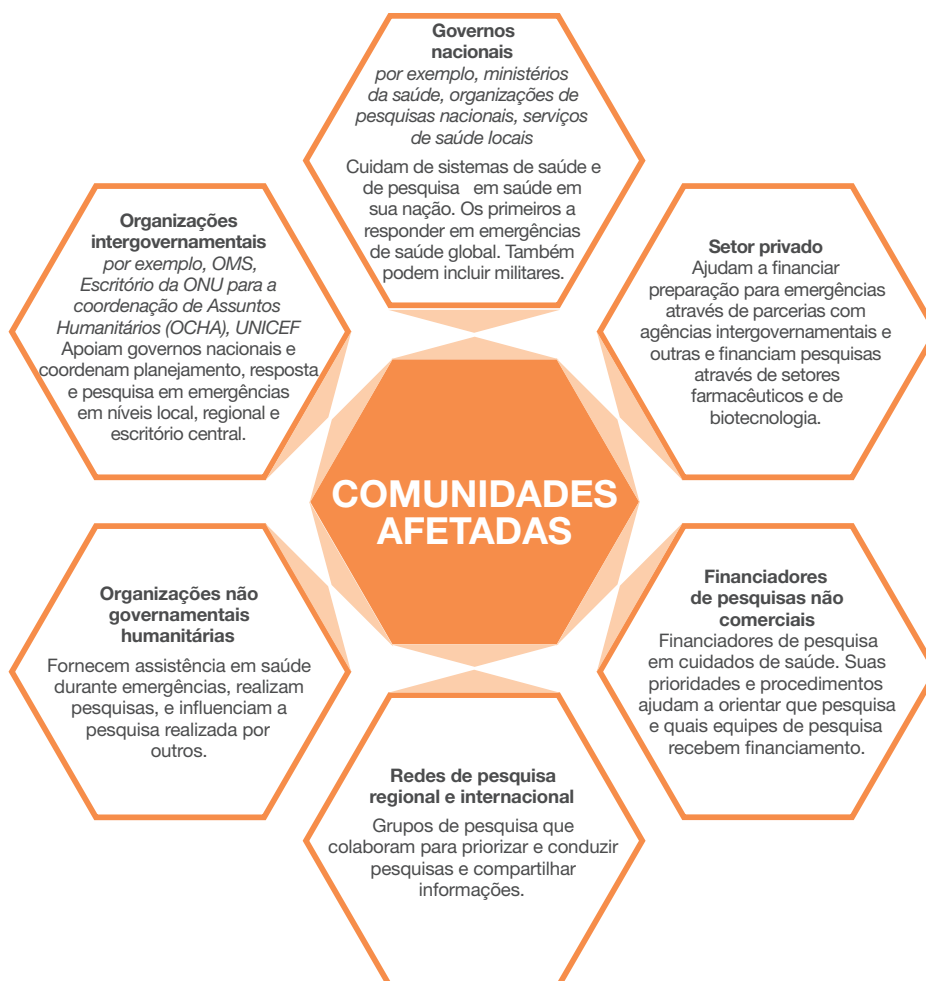 Governos
nacionais
por exemplo, ministérios
da saúde, organizações de
pesquisas nacionais, serviços
de saúde locais
Cuidam de sistemas de saúde e
de pesquisa em saúde em
sua nação. Os primeiros a
responder em emergências
de saúde global. Também
podem incluir militares.
Organizações
intergovernamentais
por exemplo, OMS,
Escritório da ONU para a
coordenação de Assuntos
Humanitários (OCHA), UNICEF
Apoiam governos nacionais e
coordenam planejamento, resposta
e pesquisa em emergências
em níveis local, regional e
escritório central.
Setor privado
Ajudam a financiar
preparação para emergências
através de parcerias com
agências intergovernamentais e
outras e financiam pesquisas
através de setores
farmacêuticos e de
biotecnologia.
COMUNIDADES
AFETADAS
Organizações não
governamentais
humanitárias
Fornecem assistência em saúde
durante emergências, realizam
pesquisas, e influenciam a
pesquisa realizada por
outros.
Financiadores
de pesquisas não
comerciais
Financiadores de pesquisa
em cuidados de saúde. Suas
prioridades e procedimentos
ajudam a orientar que pesquisa
e quais equipes de pesquisa
recebem financiamento.
Redes de pesquisa
regional e internacional
Grupos de pesquisa que
colaboram para priorizar e conduzir
pesquisas e compartilhar
informações.